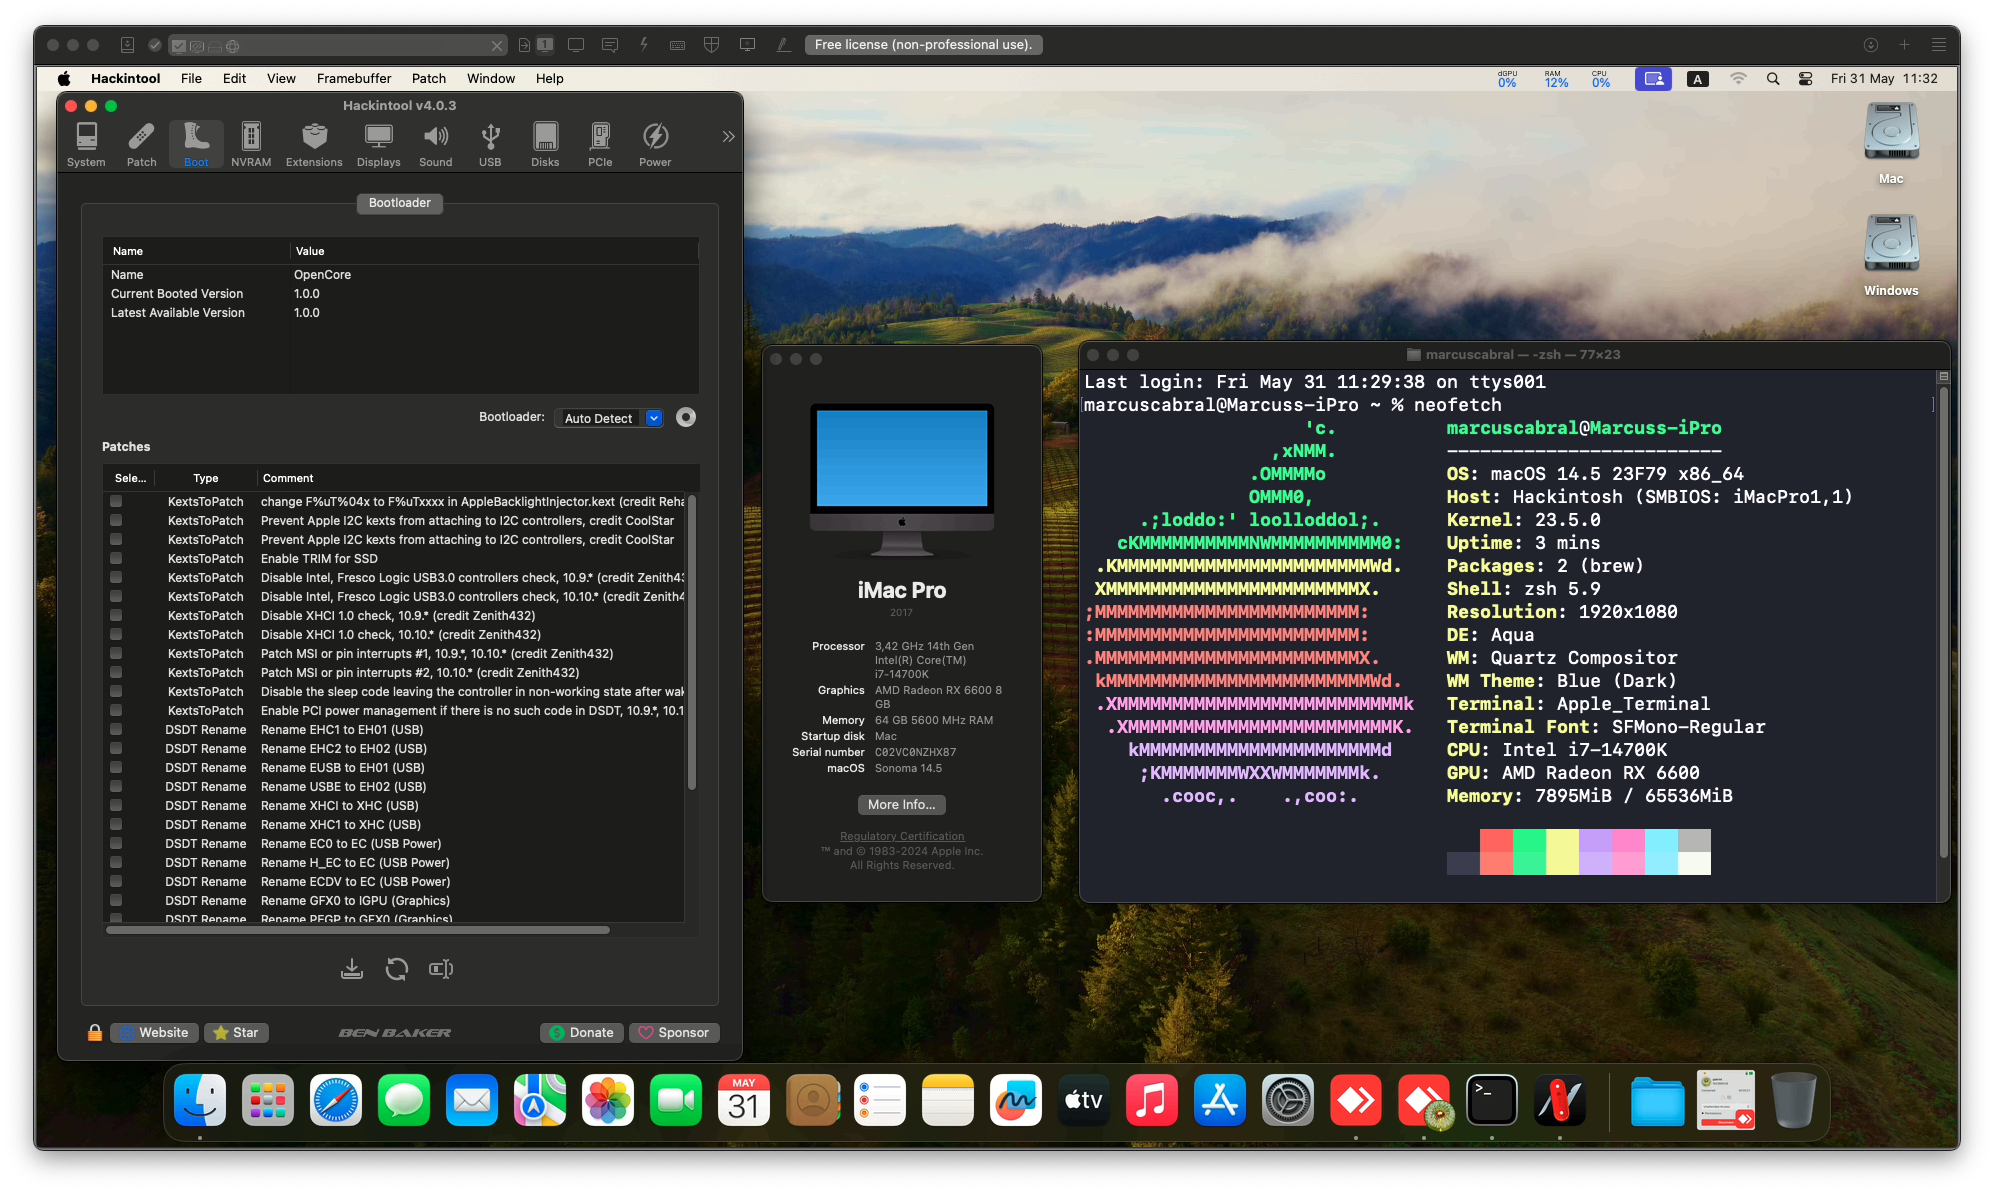 1
Free license (non-professional use).
Hackintool File Edit View Framebuffer Patch Window Help
dGPU 0% RAM 12% CPU 0% A Fri 31 May 11:32
Hackintool v4.0.3
System Patch Boot NVRAM Extensions Displays Sound USB Disks PCIe Power
Bootloader
Name Value
Name OpenCore
Current Booted Version 1.0.0
Latest Available Version 1.0.0
Bootloader: Auto Detect
Patches
Sele... Type Comment
KextsToPatch change F%uT%04x to F%uTxxxx in AppleBacklightInjector.kext (credit Reha
KextsToPatch Prevent Apple I2C kexts from attaching to I2C controllers, credit CoolStar
KextsToPatch Prevent Apple I2C kexts from attaching to I2C controllers, credit CoolStar
KextsToPatch Enable TRIM for SSD
KextsToPatch Disable Intel, Fresco Logic USB3.0 controllers check, 10.9.* (credit Zenith43
KextsToPatch Disable Intel, Fresco Logic USB3.0 controllers check, 10.10.* (credit Zenith4
KextsToPatch Disable XHCI 1.0 check, 10.9.* (credit Zenith432)
KextsToPatch Disable XHCI 1.0 check, 10.10.* (credit Zenith432)
KextsToPatch Patch MSI or pin interrupts #1, 10.9.*, 10.10.* (credit Zenith432)
KextsToPatch Patch MSI or pin interrupts #2, 10.10.* (credit Zenith432)
KextsToPatch Disable the sleep code leaving the controller in non-working state after wak
KextsToPatch Enable PCI power management if there is no such code in DSDT, 10.9.*, 10.1
DSDT Rename Rename EHC1 to EH01 (USB)
DSDT Rename Rename EHC2 to EH02 (USB)
DSDT Rename Rename EUSB to EH01 (USB)
DSDT Rename Rename USBE to EH02 (USB)
DSDT Rename Rename XHCI to XHC (USB)
DSDT Rename Rename XHC1 to XHC (USB)
DSDT Rename Rename EC0 to EC (USB Power)
DSDT Rename Rename H_EC to EC (USB Power)
DSDT Rename Rename ECDV to EC (USB Power)
DSDT Rename Rename GFX0 to IGPU (Graphics)
DSDT Rename Rename PEGP to GFX0 (Graphics)
Website Star BEN BAKER Donate Sponsor
iMac Pro
2017
Processor 3,42 GHz 14th Gen
Intel(R) Core(TM)
i7-14700K
Graphics AMD Radeon RX 6600 8
GB
Memory 64 GB 5600 MHz RAM
Startup disk Mac
Serial number C02VC0NZHX87
macOS Sonoma 14.5
More Info...
Regulatory Certification
™ and © 1983-2024 Apple Inc.
All Rights Reserved.
marcuscabral — -zsh — 77×23
Last login: Fri May 31 11:29:38 on ttys001
[marcuscabral@Marcuss-iPro ~ % neofetch ]
'c. marcuscabral@Marcuss-iPro
,xNMM. -------------------------
.OMMMMo OS: macOS 14.5 23F79 x86_64
OMMM0, Host: Hackintosh (SMBIOS: iMacPro1,1)
.;loddo:' loolloddol;. Kernel: 23.5.0
cKMMMMMMMMMMNWMMMMMMMMMM0: Uptime: 3 mins
.KMMMMMMMMMMMMMMMMMMMMMMMWd. Packages: 2 (brew)
XMMMMMMMMMMMMMMMMMMMMMMMX. Shell: zsh 5.9
;MMMMMMMMMMMMMMMMMMMMMMMM: Resolution: 1920x1080
:MMMMMMMMMMMMMMMMMMMMMMMM: DE: Aqua
.MMMMMMMMMMMMMMMMMMMMMMMMX. WM: Quartz Compositor
kMMMMMMMMMMMMMMMMMMMMMMMMWd. WM Theme: Blue (Dark)
.XMMMMMMMMMMMMMMMMMMMMMMMMMMk Terminal: Apple_Terminal
.XMMMMMMMMMMMMMMMMMMMMMMMMK. Terminal Font: SFMono-Regular
kMMMMMMMMMMMMMMMMMMMMMMd CPU: Intel i7-14700K
;KMMMMMMMWXXWMMMMMMMk. GPU: AMD Radeon RX 6600
.cooc,. .,coo:. Memory: 7895MiB / 65536MiB
Mac
Windows
MAY
31
tv
>_